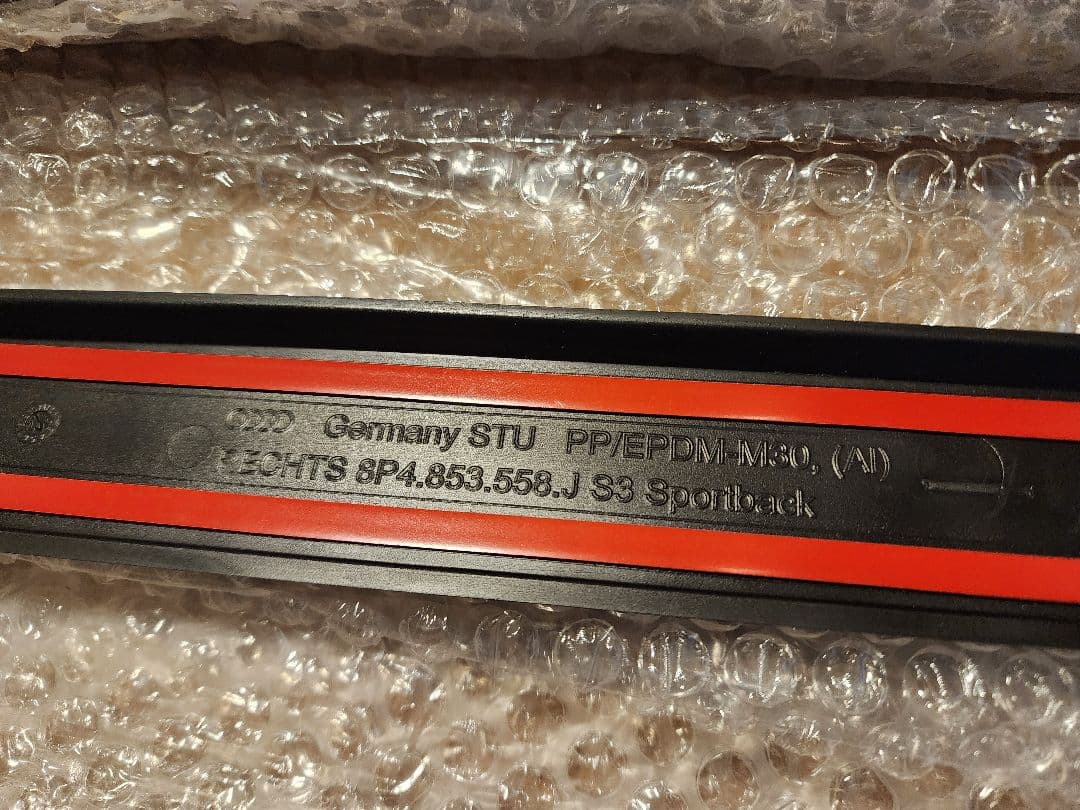 Germany STU PP/EPDM-M30, (AI)
RECHTS 8P4.853.558.J S3 Sportback